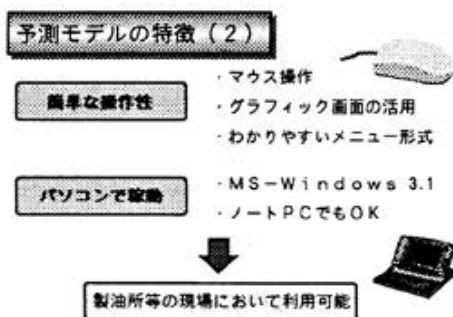 予測モデルの特徴(2)
簡単な操作性
・マウス操作
・グラフィック画面の活用
・わかりやすいメニュー形式
パソコンで稼動
・MS-Windows 3.1
・ノートPCでもOK
製油所等の現場において利用可能